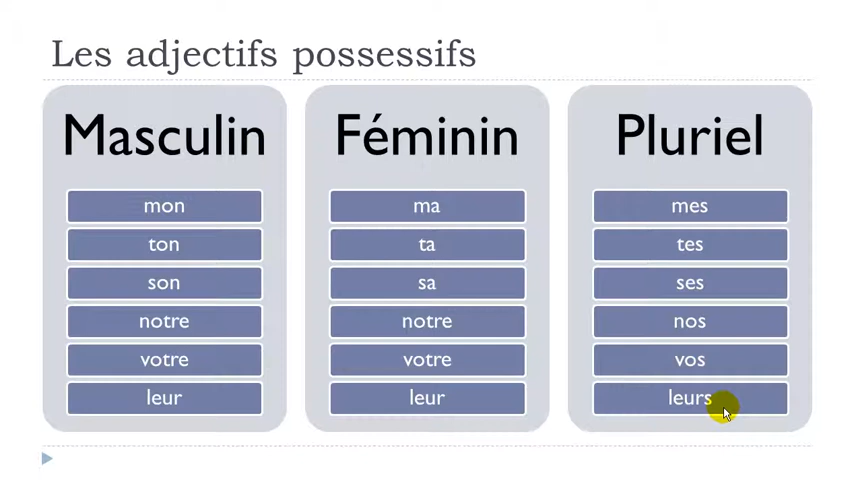 Les adjectifs possessifs
Masculin
mon
ton
son
notre
votre
leur
Féminin
ma
ta
sa
notre
votre
leur
Pluriel
mes
tes
ses
nos
vos
leurs